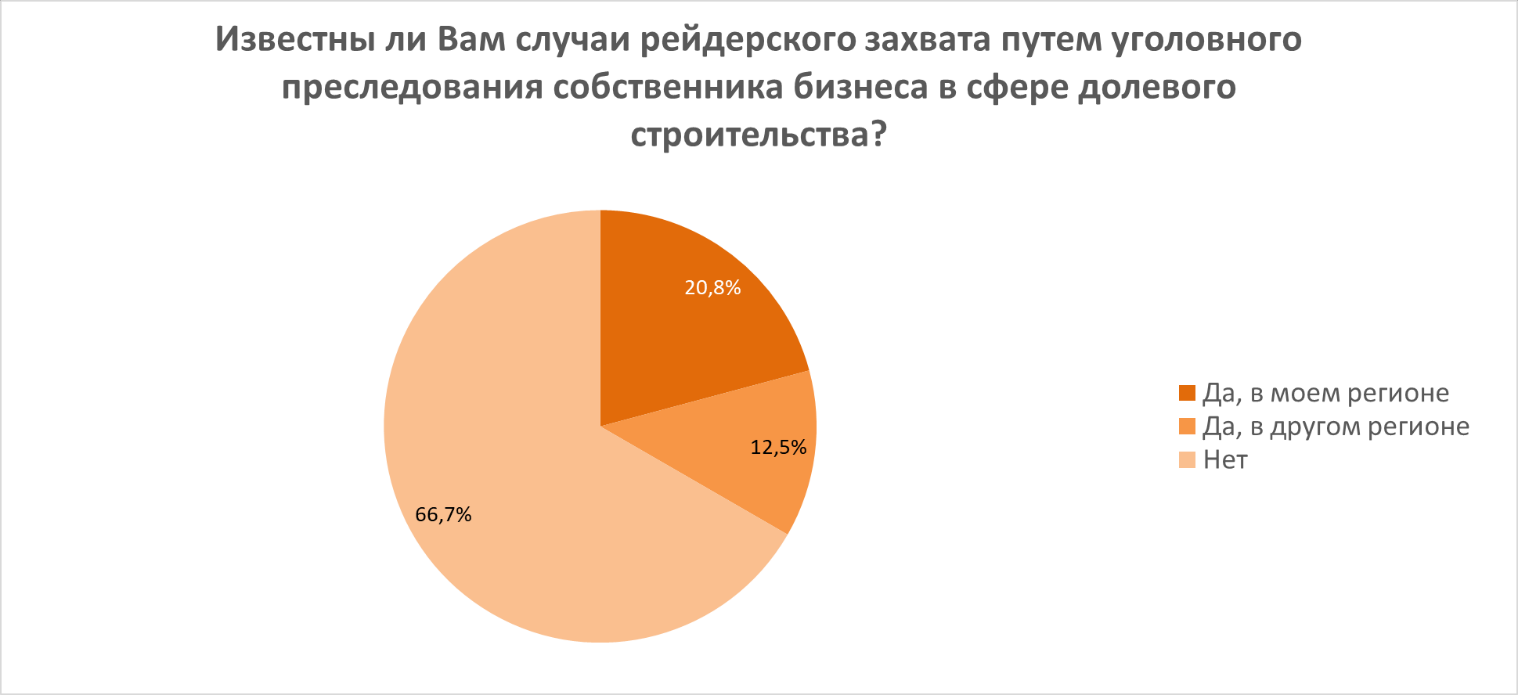 Известны ли Вам случаи рейдерского захвата путем уголовного
преследования собственника бизнеса в сфере долевого
строительства?
20,8%
12,5%
66,7%
Да, в моем регионе
Да, в другом регионе
Нет